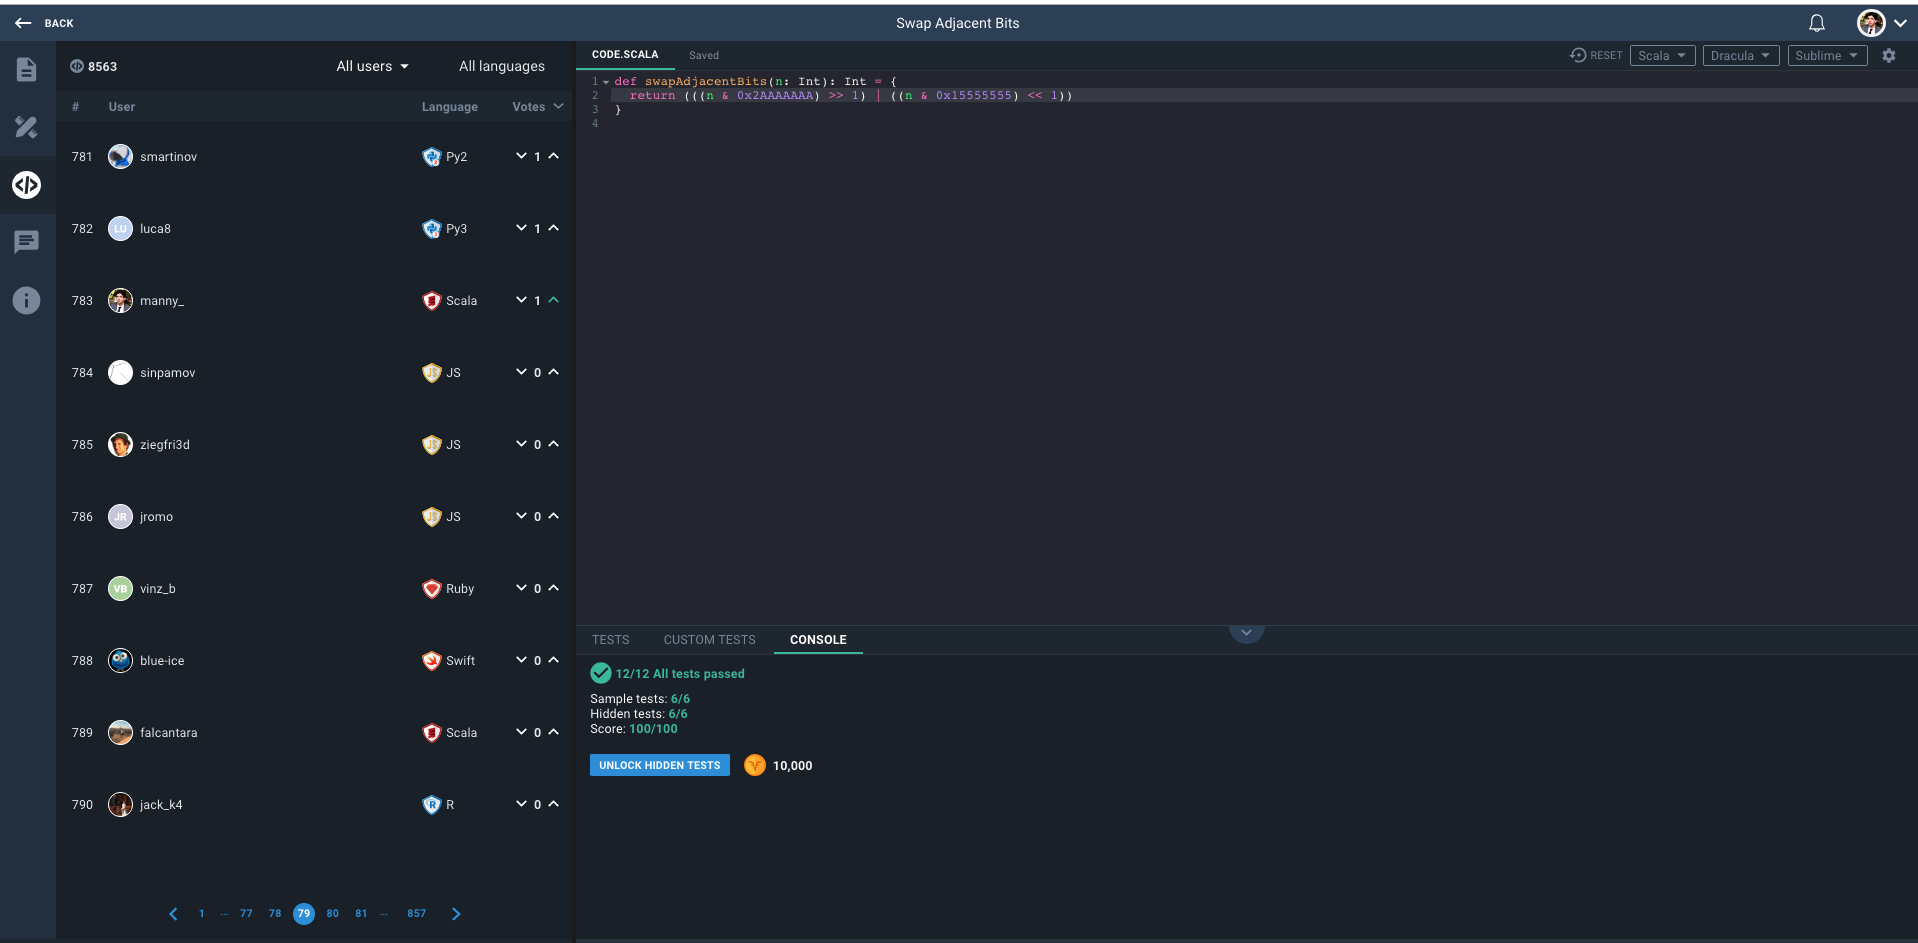 BACK
Swap Adjacent Bits
8563
All users
All languages
# User Language Votes
781 smartinov Py2 1
782 LU luca8 Py3 1
783 manny_ Scala 1
784 sinpamov JS 0
785 ziegfri3d JS 0
786 JR jromo JS 0
787 VB vinz_b Ruby 0
788 blue-ice Swift 0
789 falcantara Scala 0
790 jack_k4 R 0
1 ... 77 78 79 80 81 ... 857
CODE.SCALA Saved
RESET Scala Dracula Sublime
1 def swapAdjacentBits(n: Int): Int = {
2 return (((n & 0x2AAAAAAA) >> 1) | ((n & 0x15555555) << 1))
3 }
4
TESTS CUSTOM TESTS CONSOLE
12/12 All tests passed
Sample tests: 6/6
Hidden tests: 6/6
Score: 100/100
UNLOCK HIDDEN TESTS 10,000